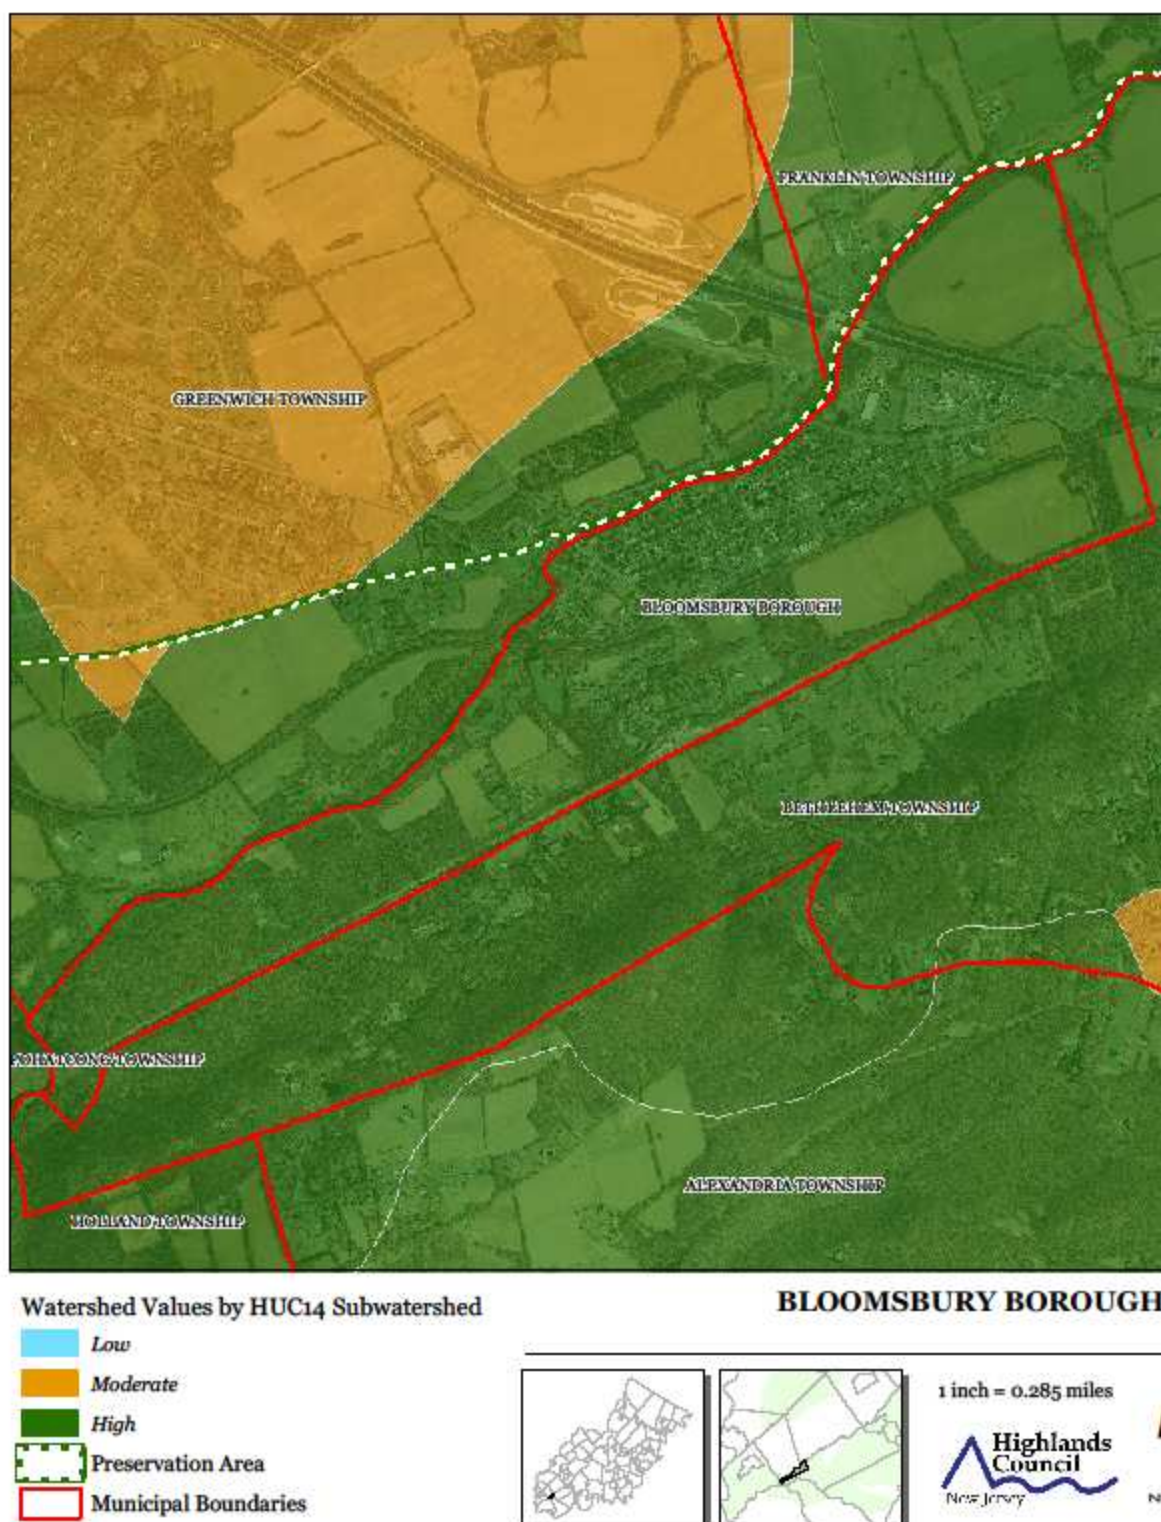 FRANKLIN TOWNSHIP
GREENWICH TOWNSHIP
BLOOMSBURY BOROUGH
BETHLEHEM TOWNSHIP
POHATCONG TOWNSHIP
ALEXANDRIA TOWNSHIP
HOLLAND TOWNSHIP
Watershed Values by HUC14 Subwatershed
Low
Moderate
High
Preservation Area
Municipal Boundaries
BLOOMSBURY BOROUGH
1 inch = 0.285 miles
Highlands
Council
New Jersey
N